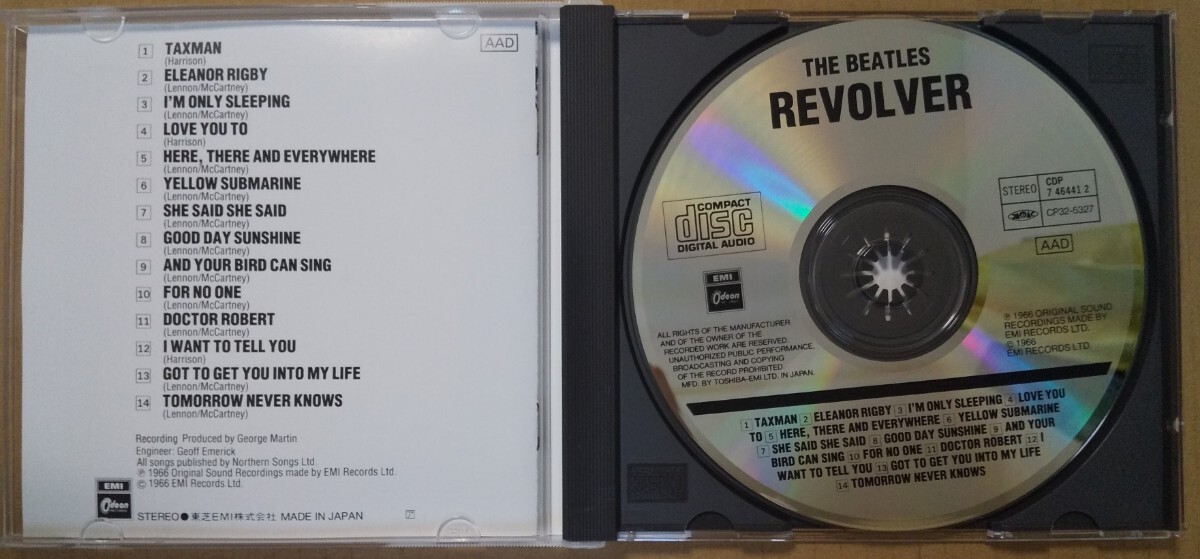 AAD
1 TAXMAN
(Harrison)
2 ELEANOR RIGBY
(Lennon/McCartney)
3 I'M ONLY SLEEPING
(Lennon/McCartney)
4 LOVE YOU TO
(Harrison)
5 HERE, THERE AND EVERYWHERE
(Lennon/McCartney)
6 YELLOW SUBMARINE
(Lennon/McCartney)
7 SHE SAID SHE SAID
(Lennon/McCartney)
8 GOOD DAY SUNSHINE
(Lennon/McCartney)
9 AND YOUR BIRD CAN SING
(Lennon/McCartney)
10 FOR NO ONE
(Lennon/McCartney)
11 DOCTOR ROBERT
(Lennon/McCartney)
12 I WANT TO TELL YOU
(Harrison)
13 GOT TO GET YOU INTO MY LIFE
(Lennon/McCartney)
14 TOMORROW NEVER KNOWS
(Lennon/McCartney)
Recording Produced by George Martin
Engineer: Geoff Emerick
All songs published by Northern Songs Ltd.
℗ 1966 Original Sound Recordings made by EMI Records Ltd.
© 1966 EMI Records Ltd.
EMI
Odeon
STEREO●東芝EMI株式会社 MADE IN JAPAN
THE BEATLES
REVOLVER
COMPACT
disc
DIGITAL AUDIO
STEREO
CDP
7 46441 2
CP32-5327
AAD
EMI
Odeon
ALL RIGHTS OF THE MANUFACTURER
AND OF THE OWNER OF THE
RECORDED WORK ARE RESERVED.
UNAUTHORIZED PUBLIC PERFORMANCE.
BROADCASTING AND COPYING
OF THE RECORD PROHIBITED.
MFD. BY TOSHIBA-EMI LTD. IN JAPAN.
℗ 1966 ORIGINAL SOUND
RECORDINGS MADE BY
EMI RECORDS LTD.
© 1966
EMI RECORDS LTD.
1 TAXMAN 2 ELEANOR RIGBY 3 I'M ONLY SLEEPING 4 LOVE YOU
TO 5 HERE, THERE AND EVERYWHERE 6 YELLOW SUBMARINE
7 SHE SAID SHE SAID 8 GOOD DAY SUNSHINE 9 AND YOUR
BIRD CAN SING 10 FOR NO ONE 11 DOCTOR ROBERT 12 I
WANT TO TELL YOU 13 GOT TO GET YOU INTO MY LIFE
14 TOMORROW NEVER KNOWS